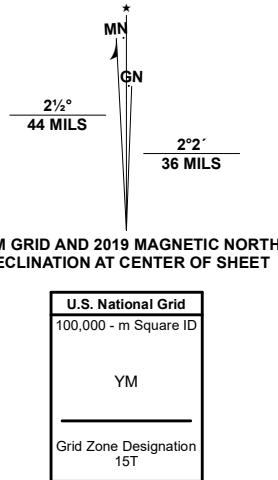 ★
MN
GN
2½°
44 MILS
2°2´
36 MILS
M GRID AND 2019 MAGNETIC NORTH
ECLINATION AT CENTER OF SHEET
U.S. National Grid
100,000 - m Square ID
YM
Grid Zone Designation
15T